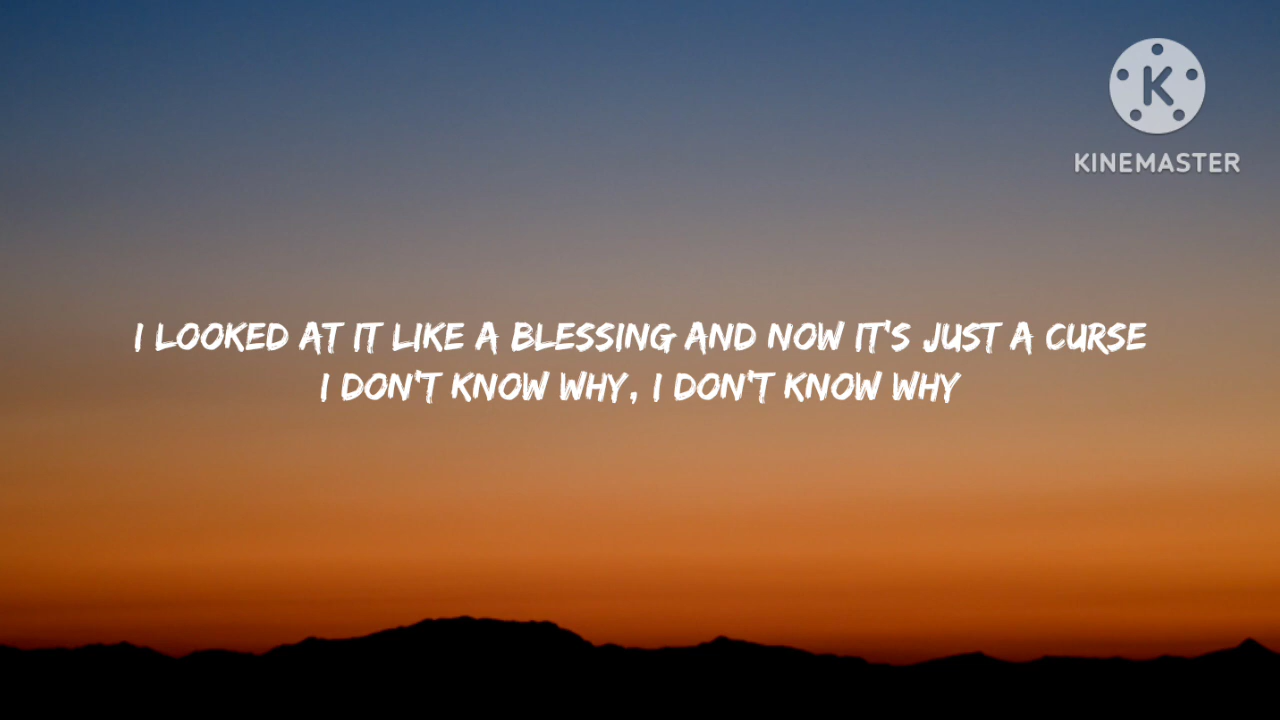 K
KINEMASTER
I LOOKED AT IT LIKE A BLESSING AND NOW IT'S JUST A CURSE
I DON'T KNOW WHY, I DON'T KNOW WHY